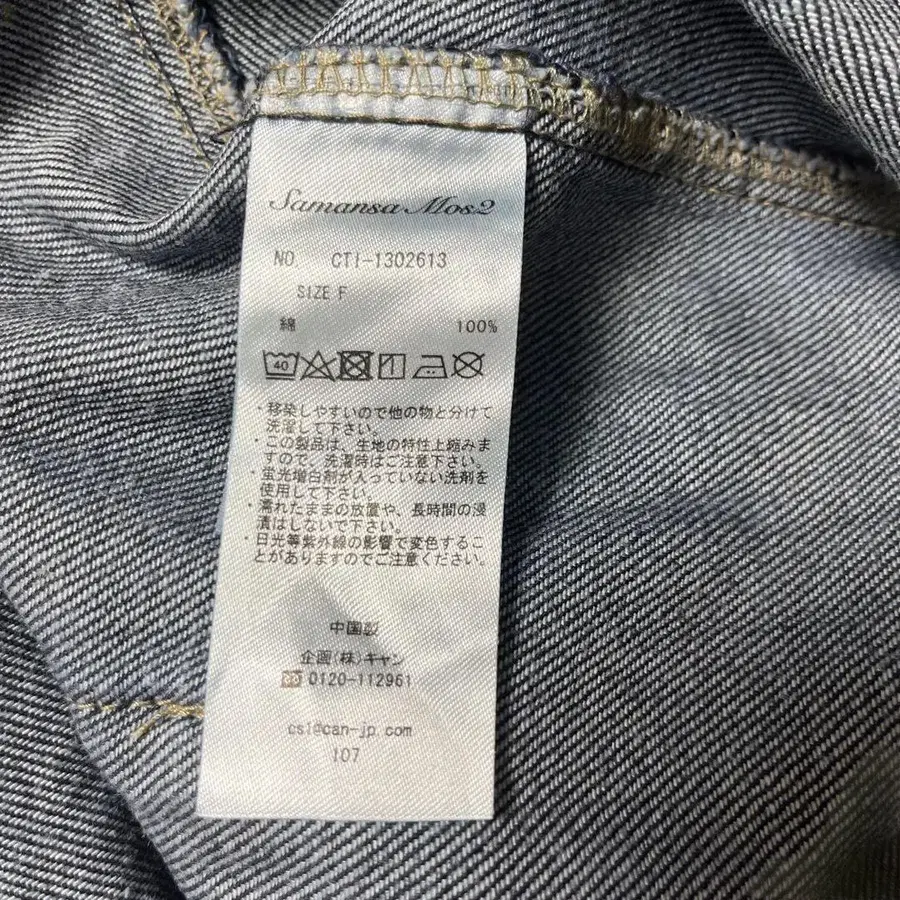 Samansa Mos2
NO. CTI-1302613
SIZE F
綿 100%
40
・移染しやすいので他の物と分けて
洗濯して下さい。
・この製品は、生地の特性上縮みま
すので、洗濯時はご注意下さい。
・蛍光増白剤が入っていない洗剤を
使用して下さい。
・濡れたままの放置や、長時間の浸
漬はしないで下さい。
・日光等紫外線の影響で変色するこ
とがありますのでご注意ください。
中国製
企画(株)キャン
0120-112961
cs1@can-jp.com
107